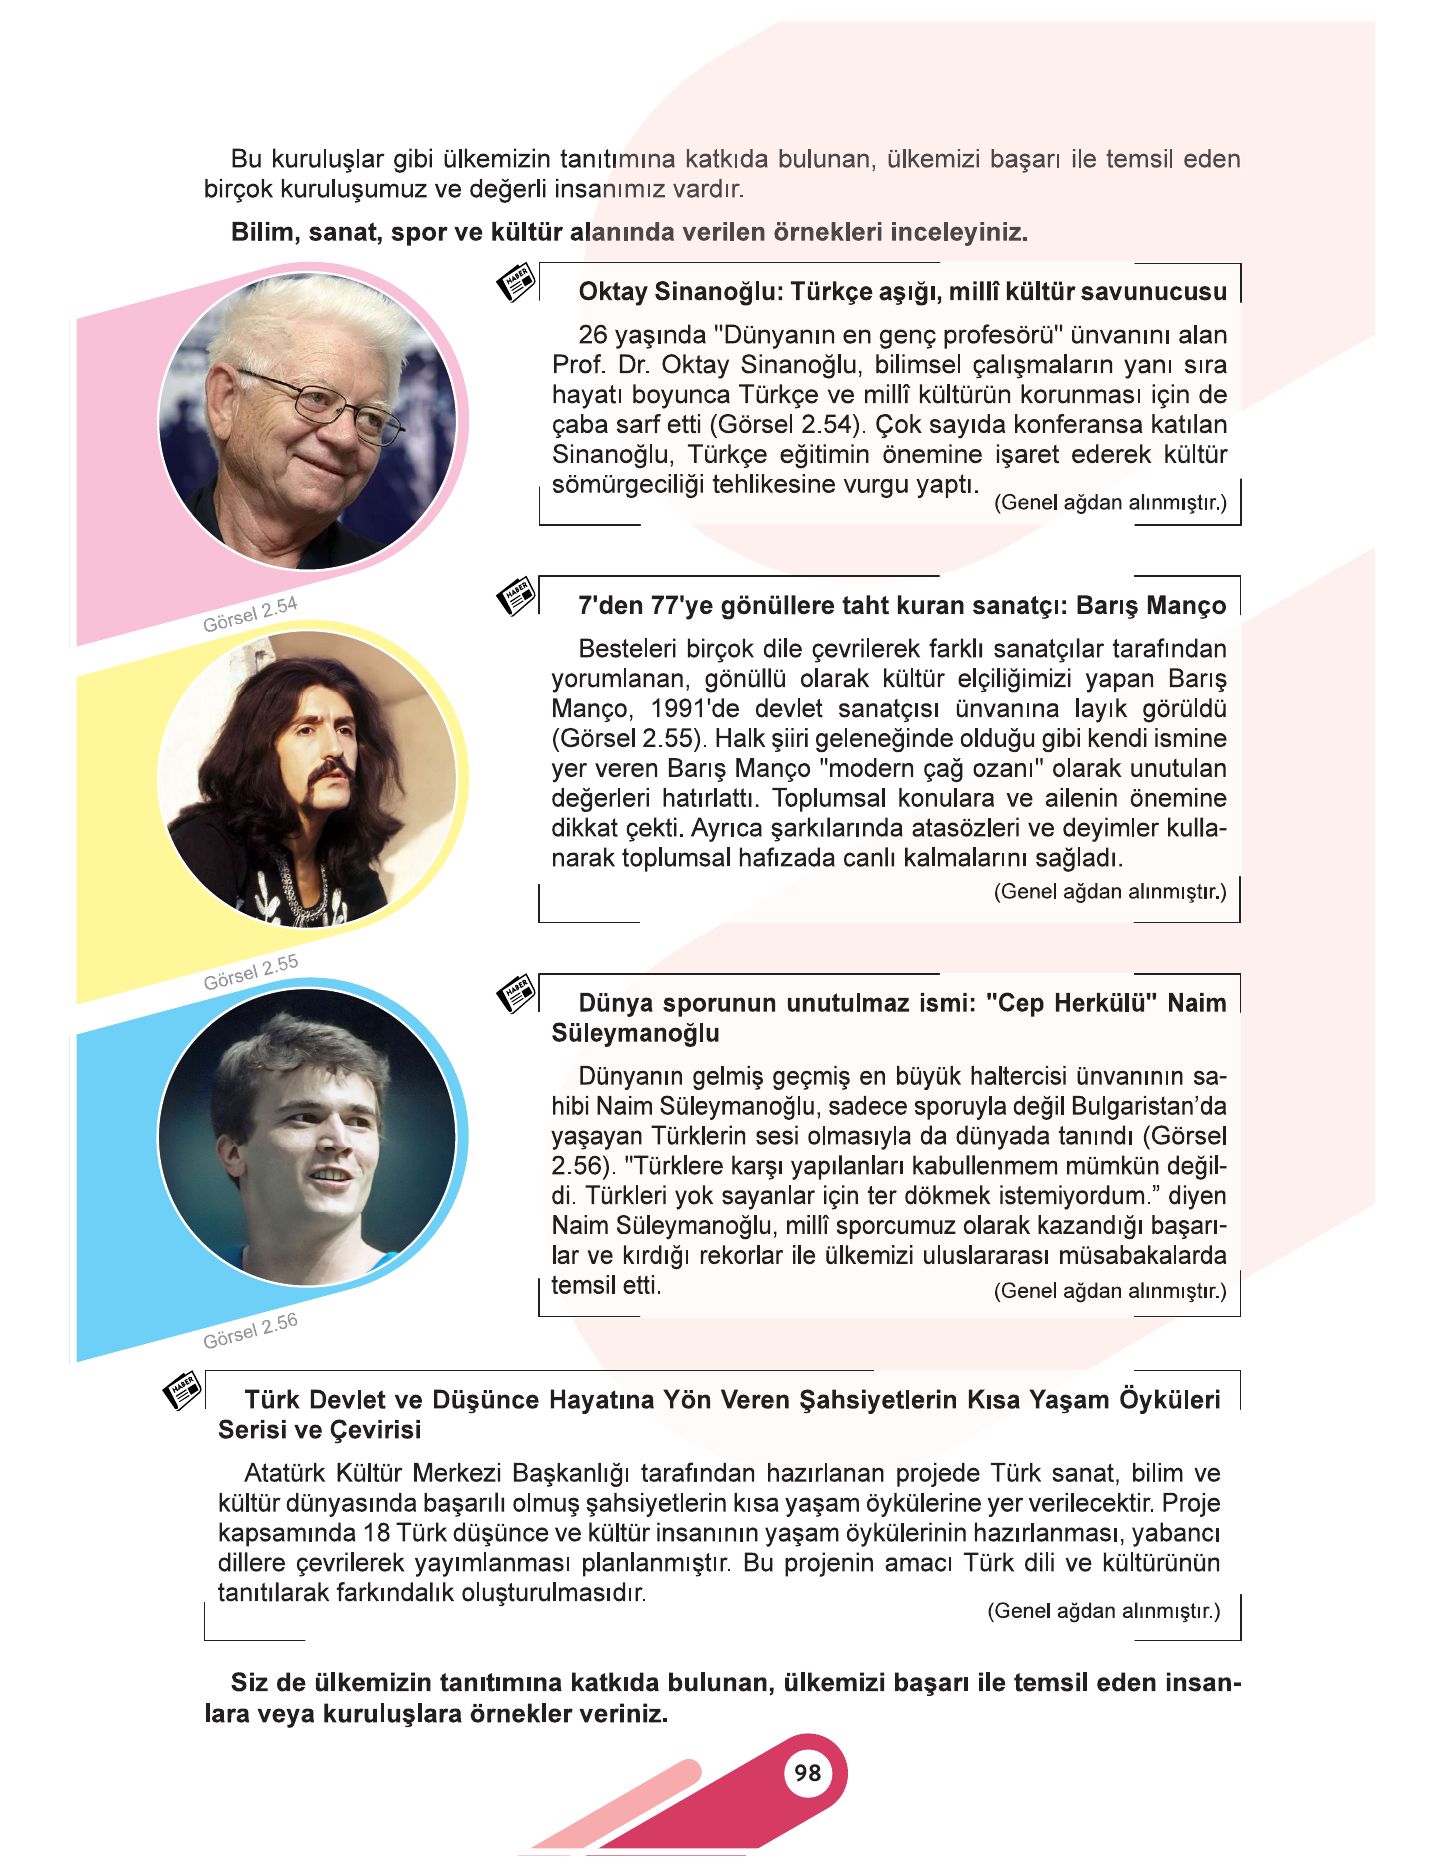 Bu kuruluşlar gibi ülkemizin tanıtımına katkıda bulunan, ülkemizi başarı ile temsil eden
birçok kuruluşumuz ve değerli insanımız vardır.
Bilim, sanat, spor ve kültür alanında verilen örnekleri inceleyiniz.
HABER
Oktay Sinanoğlu: Türkçe aşığı, millî kültür savunucusu
26 yaşında "Dünyanın en genç profesörü" ünvanını alan
Prof. Dr. Oktay Sinanoğlu, bilimsel çalışmaların yanı sıra
hayatı boyunca Türkçe ve millî kültürün korunması için de
çaba sarf etti (Görsel 2.54). Çok sayıda konferansa katılan
Sinanoğlu, Türkçe eğitimin önemine işaret ederek kültür
sömürgeciliği tehlikesine vurgu yaptı.
(Genel ağdan alınmıştır.)
Görsel 2.54
HABER
7'den 77'ye gönüllere taht kuran sanatçı: Barış Manço
Besteleri birçok dile çevrilerek farklı sanatçılar tarafından
yorumlanan, gönüllü olarak kültür elçiliğimizi yapan Barış
Manço, 1991'de devlet sanatçısı ünvanına layık görüldü
(Görsel 2.55). Halk şiiri geleneğinde olduğu gibi kendi ismine
yer veren Barış Manço "modern çağ ozanı" olarak unutulan
değerleri hatırlattı. Toplumsal konulara ve ailenin önemine
dikkat çekti. Ayrıca şarkılarında atasözleri ve deyimler kulla-
narak toplumsal hafızada canlı kalmalarını sağladı.
(Genel ağdan alınmıştır.)
Görsel 2.55
HABER
Dünya sporunun unutulmaz ismi: "Cep Herkülü" Naim
Süleymanoğlu
Dünyanın gelmiş geçmiş en büyük haltercisi ünvanının sa-
hibi Naim Süleymanoğlu, sadece sporuyla değil Bulgaristan’da
yaşayan Türklerin sesi olmasıyla da dünyada tanındı (Görsel
2.56). "Türklere karşı yapılanları kabullenmem mümkün değil-
di. Türkleri yok sayanlar için ter dökmek istemiyordum.” diyen
Naim Süleymanoğlu, millî sporcumuz olarak kazandığı başarı-
lar ve kırdığı rekorlar ile ülkemizi uluslararası müsabakalarda
temsil etti.
(Genel ağdan alınmıştır.)
Görsel 2.56
HABER
Türk Devlet ve Düşünce Hayatına Yön Veren Şahsiyetlerin Kısa Yaşam Öyküleri
Serisi ve Çevirisi
Atatürk Kültür Merkezi Başkanlığı tarafından hazırlanan projede Türk sanat, bilim ve
kültür dünyasında başarılı olmuş şahsiyetlerin kısa yaşam öykülerine yer verilecektir. Proje
kapsamında 18 Türk düşünce ve kültür insanının yaşam öykülerinin hazırlanması, yabancı
dillere çevrilerek yayımlanması planlanmıştır. Bu projenin amacı Türk dili ve kültürünün
tanıtılarak farkındalık oluşturulmasıdır.
(Genel ağdan alınmıştır.)
Siz de ülkemizin tanıtımına katkıda bulunan, ülkemizi başarı ile temsil eden insan-
lara veya kuruluşlara örnekler veriniz.
98